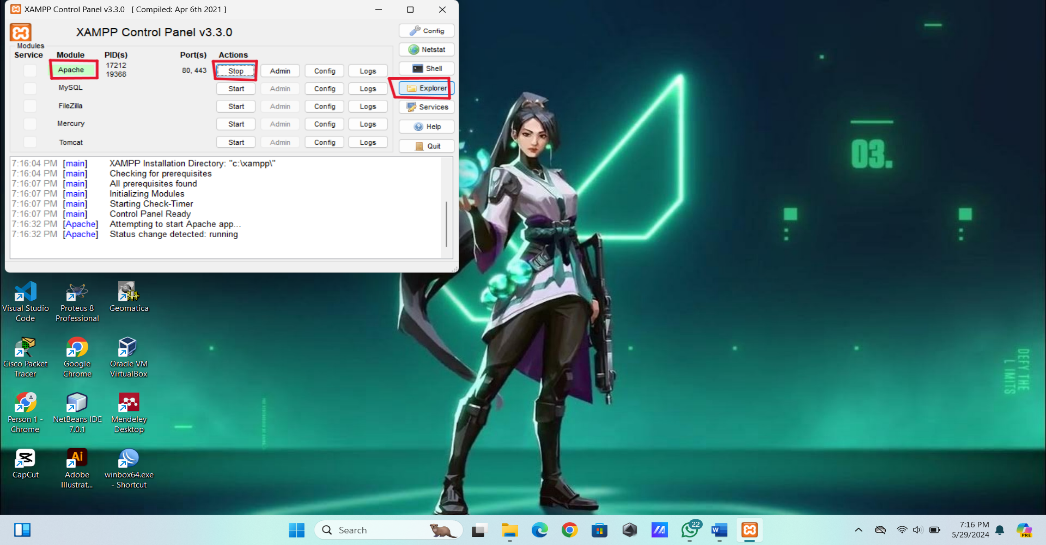 XAMPP Control Panel v3.3.0 [ Compiled: Apr 6th 2021 ]
XAMPP Control Panel v3.3.0
Config
Modules
Service Module PID(s) Port(s) Actions
Netstat
Apache 17212 19368 80, 443 Stop Admin Config Logs
Shell
MySQL Start Admin Config Logs
Explorer
FileZilla Start Admin Config Logs
Services
Mercury Start Admin Config Logs
Help
Tomcat Start Admin Config Logs
Quit
7:16:04 PM [main] XAMPP Installation Directory: "c:\xampp\"
7:16:04 PM [main] Checking for prerequisites
7:16:07 PM [main] All prerequisites found
7:16:07 PM [main] Initializing Modules
7:16:07 PM [main] Starting Check-Timer
7:16:07 PM [main] Control Panel Ready
7:16:32 PM [Apache] Attempting to start Apache app...
7:16:32 PM [Apache] Status change detected: running
03.
DEFY THE
LIMITS
Visual Studio
Code
Proteus 8
Professional
Geomatica
Cisco Packet
Tracer
Google
Chrome
Oracle VM
VirtualBox
Person 1 -
Chrome
NetBeans IDE
7.0.1
Mendeley
Desktop
CapCut
Adobe
Illustrat...
winbox64.exe
- Shortcut
Search
22
7:16 PM
5/29/2024